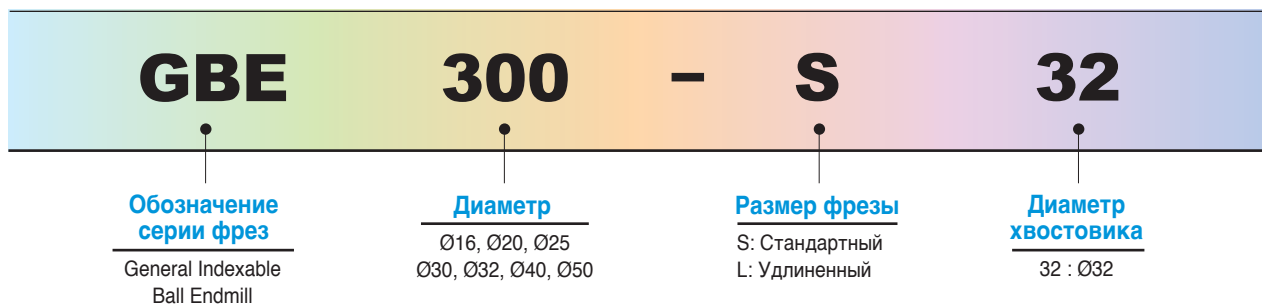 GBE 300 - S 32
Обозначение
серии фрез
General Indexable
Ball Endmill
Диаметр
Ø16, Ø20, Ø25
Ø30, Ø32, Ø40, Ø50
Размер фрезы
S: Стандартный
L: Удлиненный
Диаметр
хвостовика
32 : Ø32